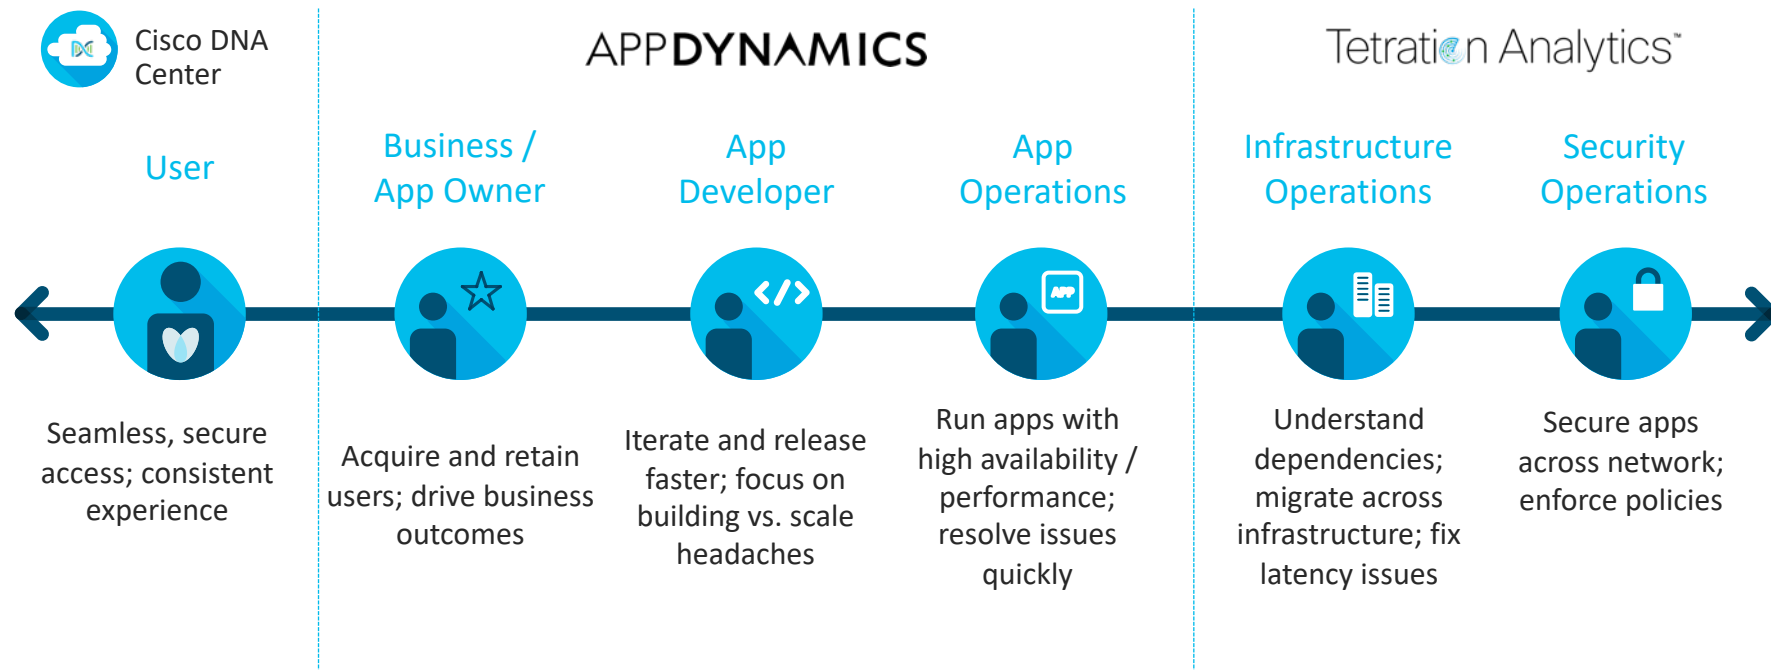 Cisco DNA
Center
APPDYNAMICS
Tetration Analytics™
User
Business /
App Owner
App
Developer
App
Operations
Infrastructure
Operations
Security
Operations
</>
APP
Seamless, secure
access; consistent
experience
Acquire and retain
users; drive business
outcomes
Iterate and release
faster; focus on
building vs. scale
headaches
Run apps with
high availability /
performance;
resolve issues
quickly
Understand
dependencies;
migrate across
infrastructure; fix
latency issues
Secure apps
across network;
enforce policies